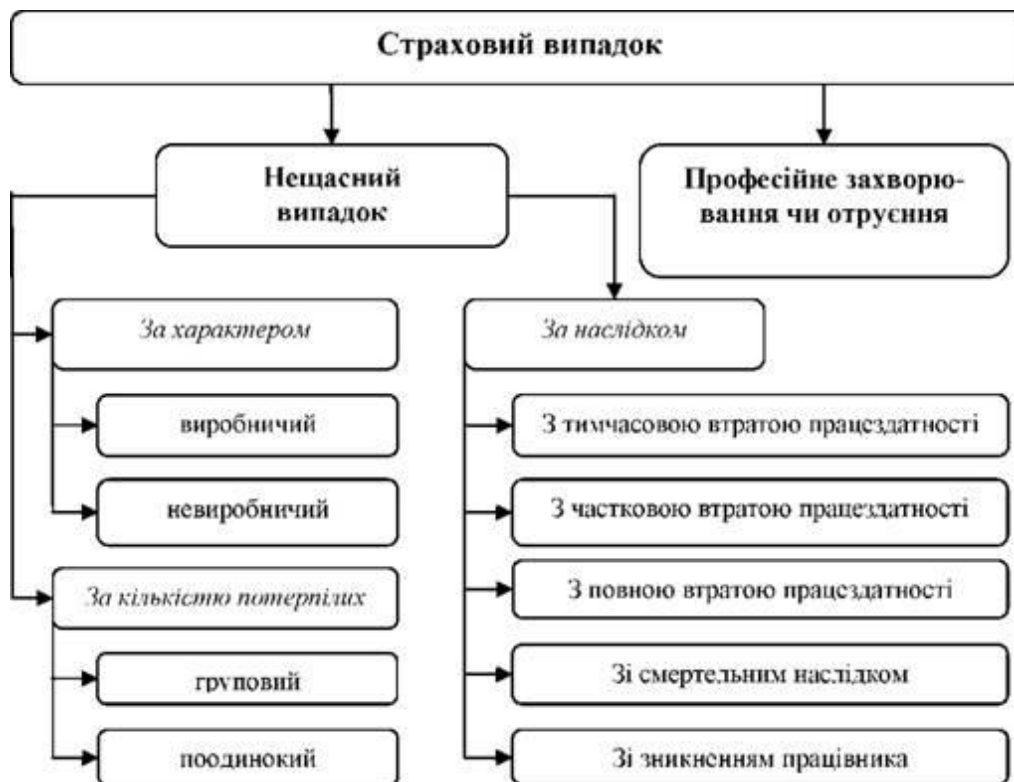 Страховий випадок
Нещасний
випадок
Професійне захворю-
вання чи отруєння
За характером
виробничий
невиробничий
За кількістю потерпілих
груповий
поодинокий
За наслідком
З тимчасовою втратою працездатності
З частковою втратою працездатності
З повною втратою працездатності
Зі смертельним наслідком
Зі зникненням працівника